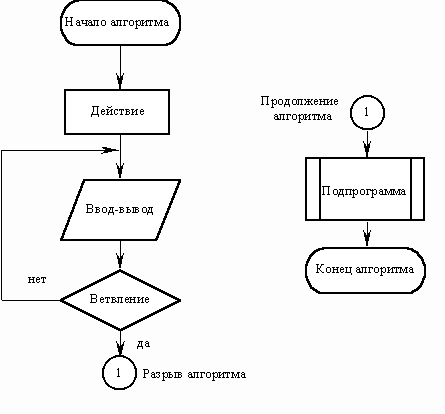 Начало алгоритма
Действие
Ввод-вывод
Ветвление
нет
да
1
Разрыв алгоритма
Продолжение
алгоритма
1
Подпрограмма
Конец алгоритма